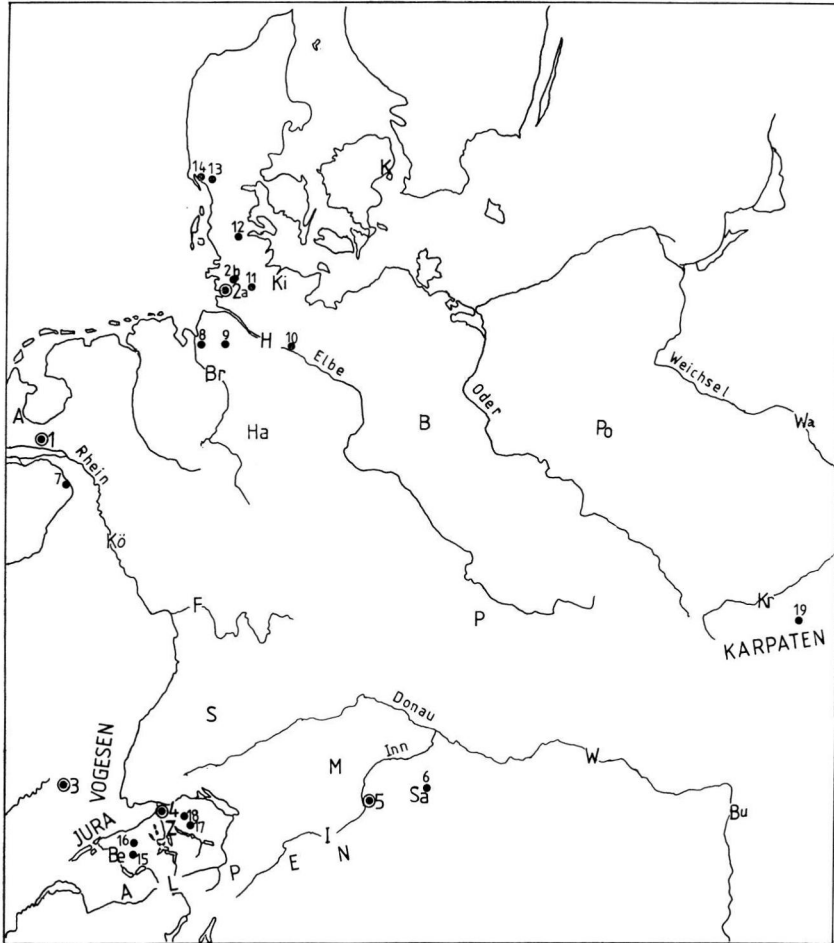 K
14 13
12
2b
11
Ki
2a
8
9
H
10
Elbe
Br
Weichsel
A
Oder
B
Po
Wa
Ha
1
Rhein
7
Kö
F
P
Kr
19
KARPATEN
S
Donau
VOGESEN
Inn
W
M
3
6
Sa
5
Bu
4
18
17
JURA
Z
16
Be
15
I
A L P E N